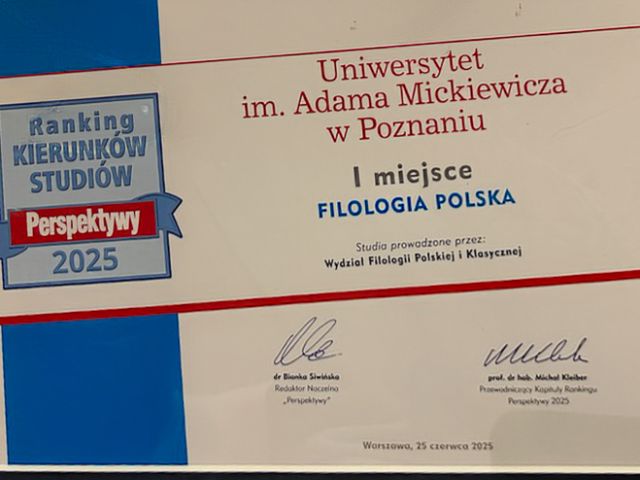 Uniwersytet
im. Adama Mickiewicza
w Poznaniu
Ranking
KIERUNKÓW
STUDIÓW
Perspektywy
2025
I miejsce
FILOLOGIA POLSKA
Studia prowadzone przez:
Wydział Filologii Polskiej i Klasycznej
dr Bianka Siwińska
Redaktor Naczelna
„Perspektywy”
prof. dr hab. Michał Kleiber
Przewodniczący Kapituły Rankingu
Perspektywy 2025
Warszawa, 25 czerwca 2025